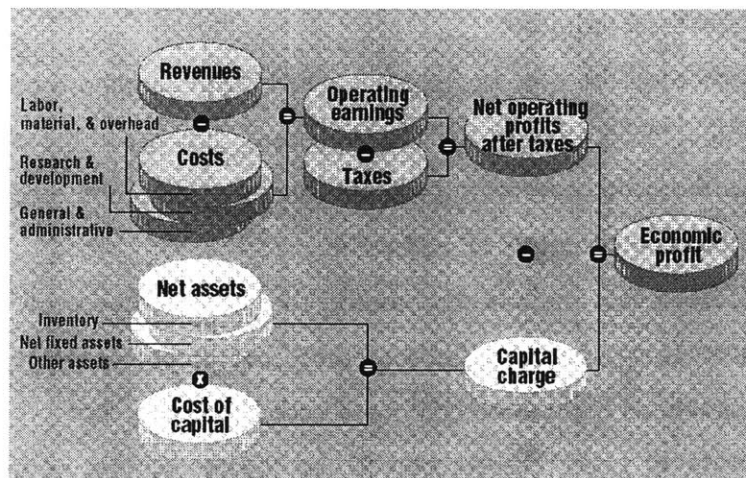 Revenues
Labor,
material, & overhead
−
Costs
Research &
development
General &
administrative
=
Operating
earnings
−
Taxes
=
Net operating
profits
after taxes
−
=
Economic
profit
Net assets
Inventory
Net fixed assets
Other assets
x
Cost of
capital
=
Capital
charge